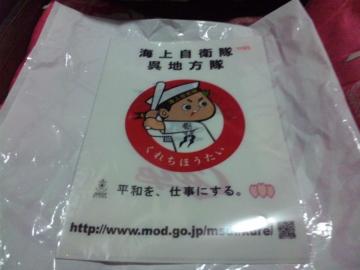 海上自衛隊
呉地方隊
くれちほうたい
平和を、仕事にする。
http://www.mod.go.jp/msdf/kure/